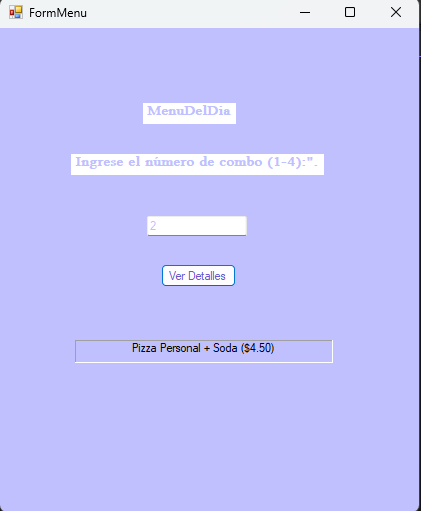 FormMenu
MenuDelDia
Ingrese el número de combo (1-4):".
2
Ver Detalles
Pizza Personal + Soda ($4.50)